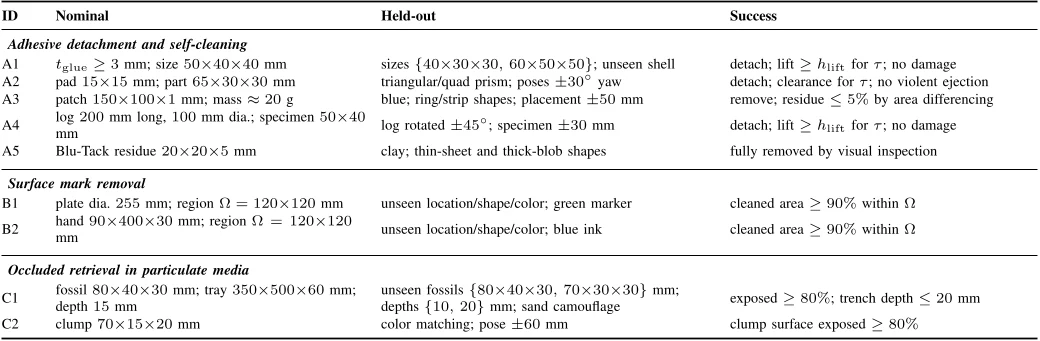 ID Nominal Held-out Success
Adhesive detachment and self-cleaning
A1 t_glue ≥ 3 mm; size 50×40×40 mm sizes {40×30×30, 60×50×50}; unseen shell detach; lift ≥ h_lift for τ; no damage
A2 pad 15×15 mm; part 65×30×30 mm triangular/quad prism; poses ±30° yaw detach; clearance for τ; no violent ejection
A3 patch 150×100×1 mm; mass ≈ 20 g blue; ring/strip shapes; placement ±50 mm remove; residue ≤ 5% by area differencing
A4 log 200 mm long, 100 mm dia.; specimen 50×40
mm log rotated ±45°; specimen ±30 mm detach; lift ≥ h_lift for τ; no damage
A5 Blu-Tack residue 20×20×5 mm clay; thin-sheet and thick-blob shapes fully removed by visual inspection
Surface mark removal
B1 plate dia. 255 mm; region Ω = 120×120 mm unseen location/shape/color; green marker cleaned area ≥ 90% within Ω
B2 hand 90×400×30 mm; region Ω = 120×120
mm unseen location/shape/color; blue ink cleaned area ≥ 90% within Ω
Occluded retrieval in particulate media
C1 fossil 80×40×30 mm; tray 350×500×60 mm; unseen fossils {80×40×30, 70×30×30} mm;
depth 15 mm depths {10, 20} mm; sand camouflage exposed ≥ 80%; trench depth ≤ 20 mm
C2 clump 70×15×20 mm color matching; pose ±60 mm clump surface exposed ≥ 80%